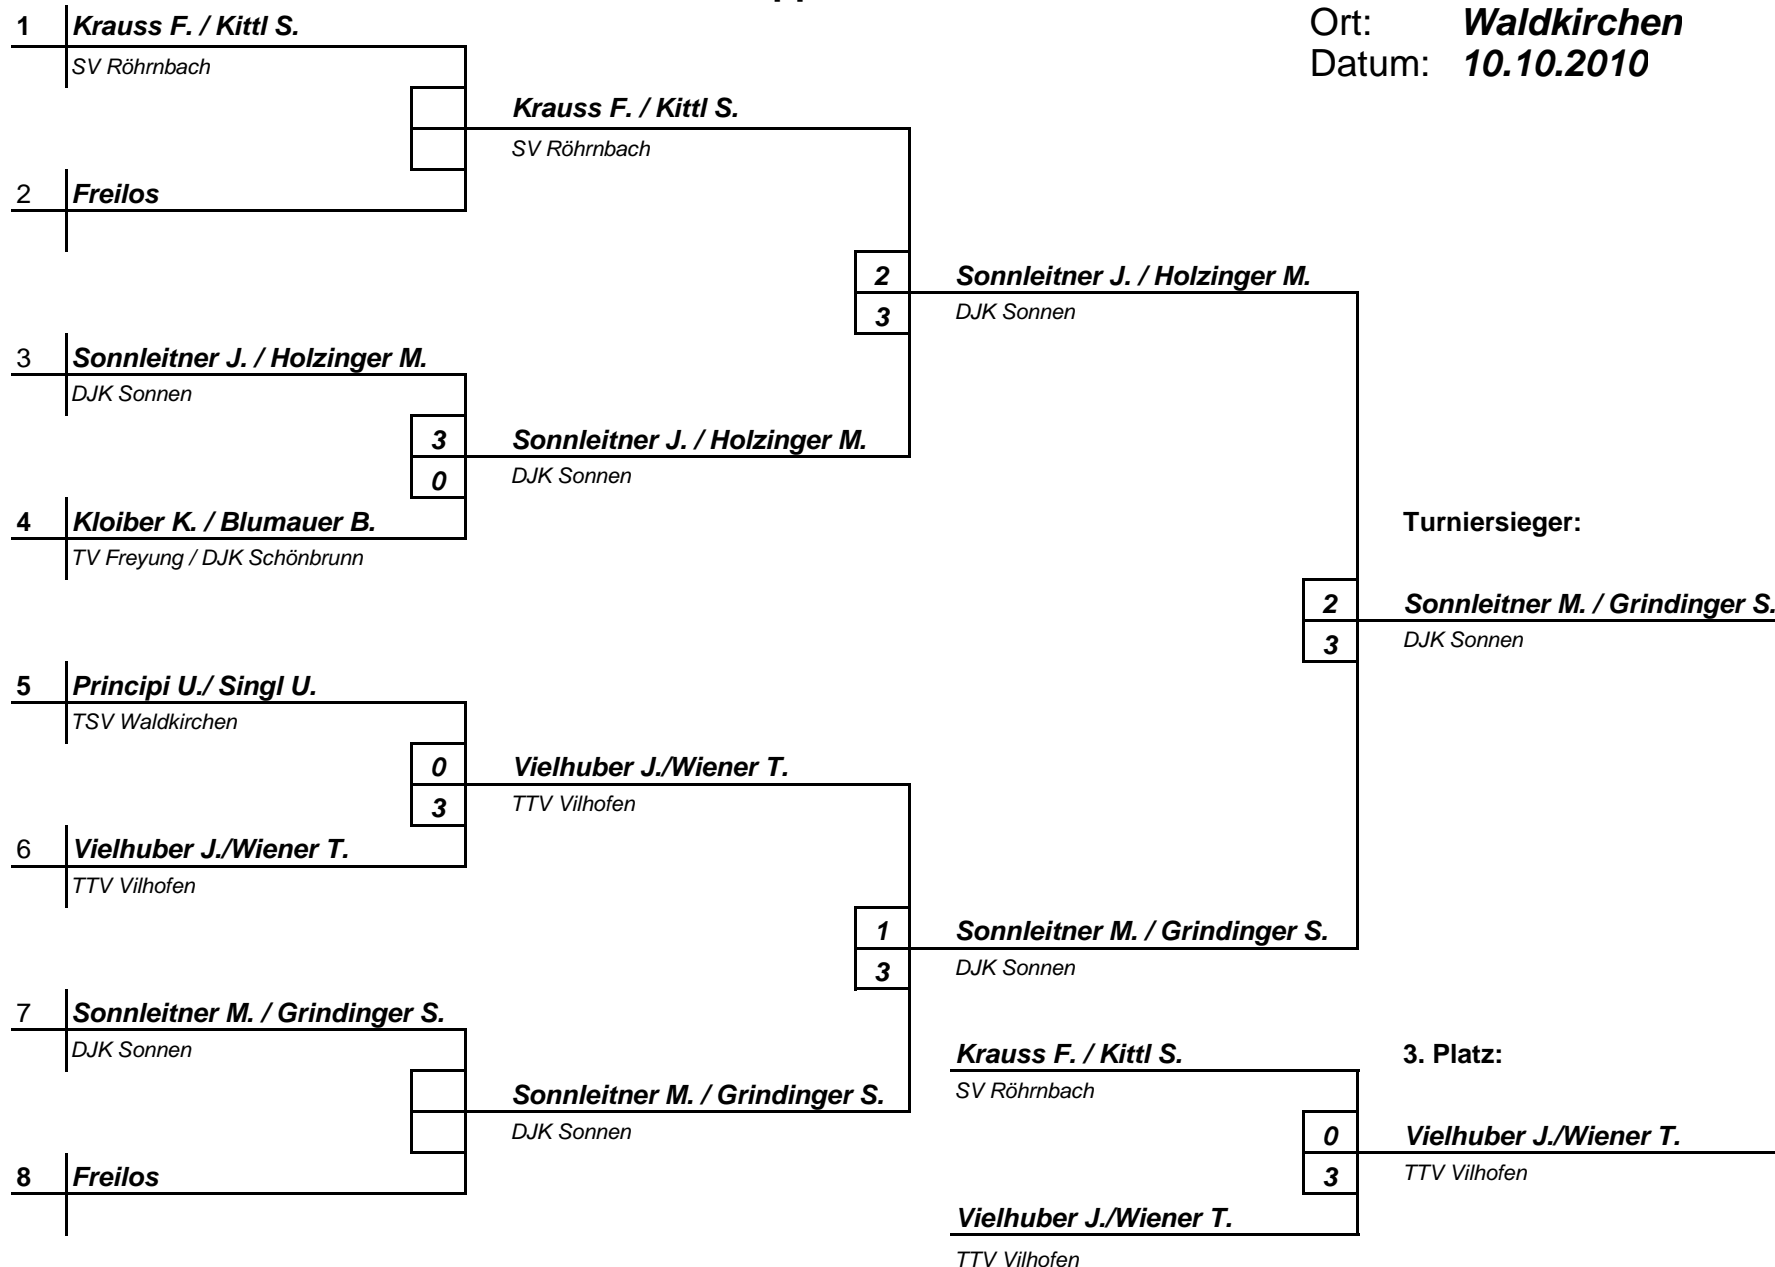 Ort: Waldkirchen
Datum: 10.10.2010
1 Krauss F. / Kittl S.
SV Röhrnbach
Krauss F. / Kittl S.
SV Röhrnbach
2 Freilos
2 Sonnleitner J. / Holzinger M.
3 DJK Sonnen
3 Sonnleitner J. / Holzinger M.
DJK Sonnen
3 Sonnleitner J. / Holzinger M.
0 DJK Sonnen
4 Kloiber K. / Blumauer B.
TV Freyung / DJK Schönbrunn
Turniersieger:
2 Sonnleitner M. / Grindinger S.
3 DJK Sonnen
5 Principi U./ Singl U.
TSV Waldkirchen
0 Vielhuber J./Wiener T.
3 TTV Vilhofen
6 Vielhuber J./Wiener T.
TTV Vilhofen
1 Sonnleitner M. / Grindinger S.
3 DJK Sonnen
7 Sonnleitner M. / Grindinger S.
DJK Sonnen
Sonnleitner M. / Grindinger S.
DJK Sonnen
8 Freilos
Krauss F. / Kittl S.
SV Röhrnbach
3. Platz:
0 Vielhuber J./Wiener T.
3 TTV Vilhofen
Vielhuber J./Wiener T.
TTV Vilhofen